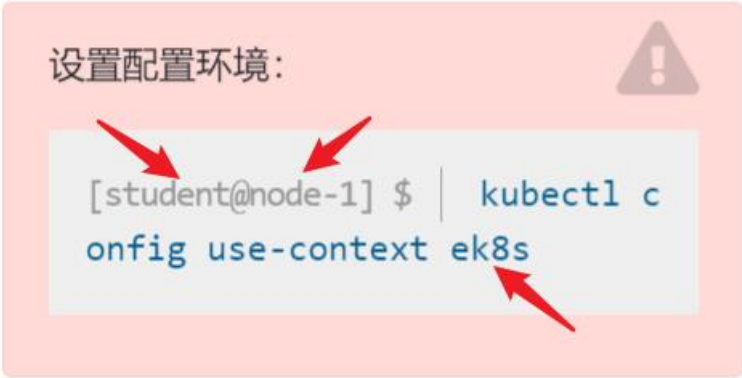 设置配置环境：
[student@node-1] $ | kubectl c
onfig use-context ek8s